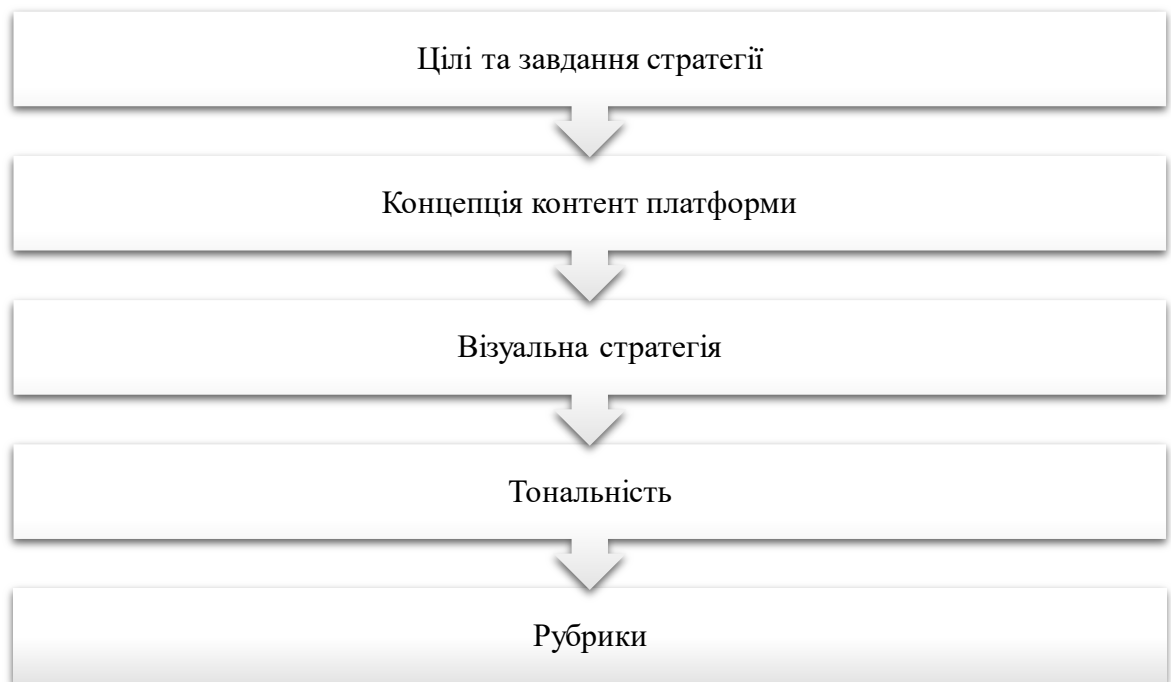 Цілі та завдання стратегії
Концепція контент платформи
Візуальна стратегія
Тональність
Рубрики